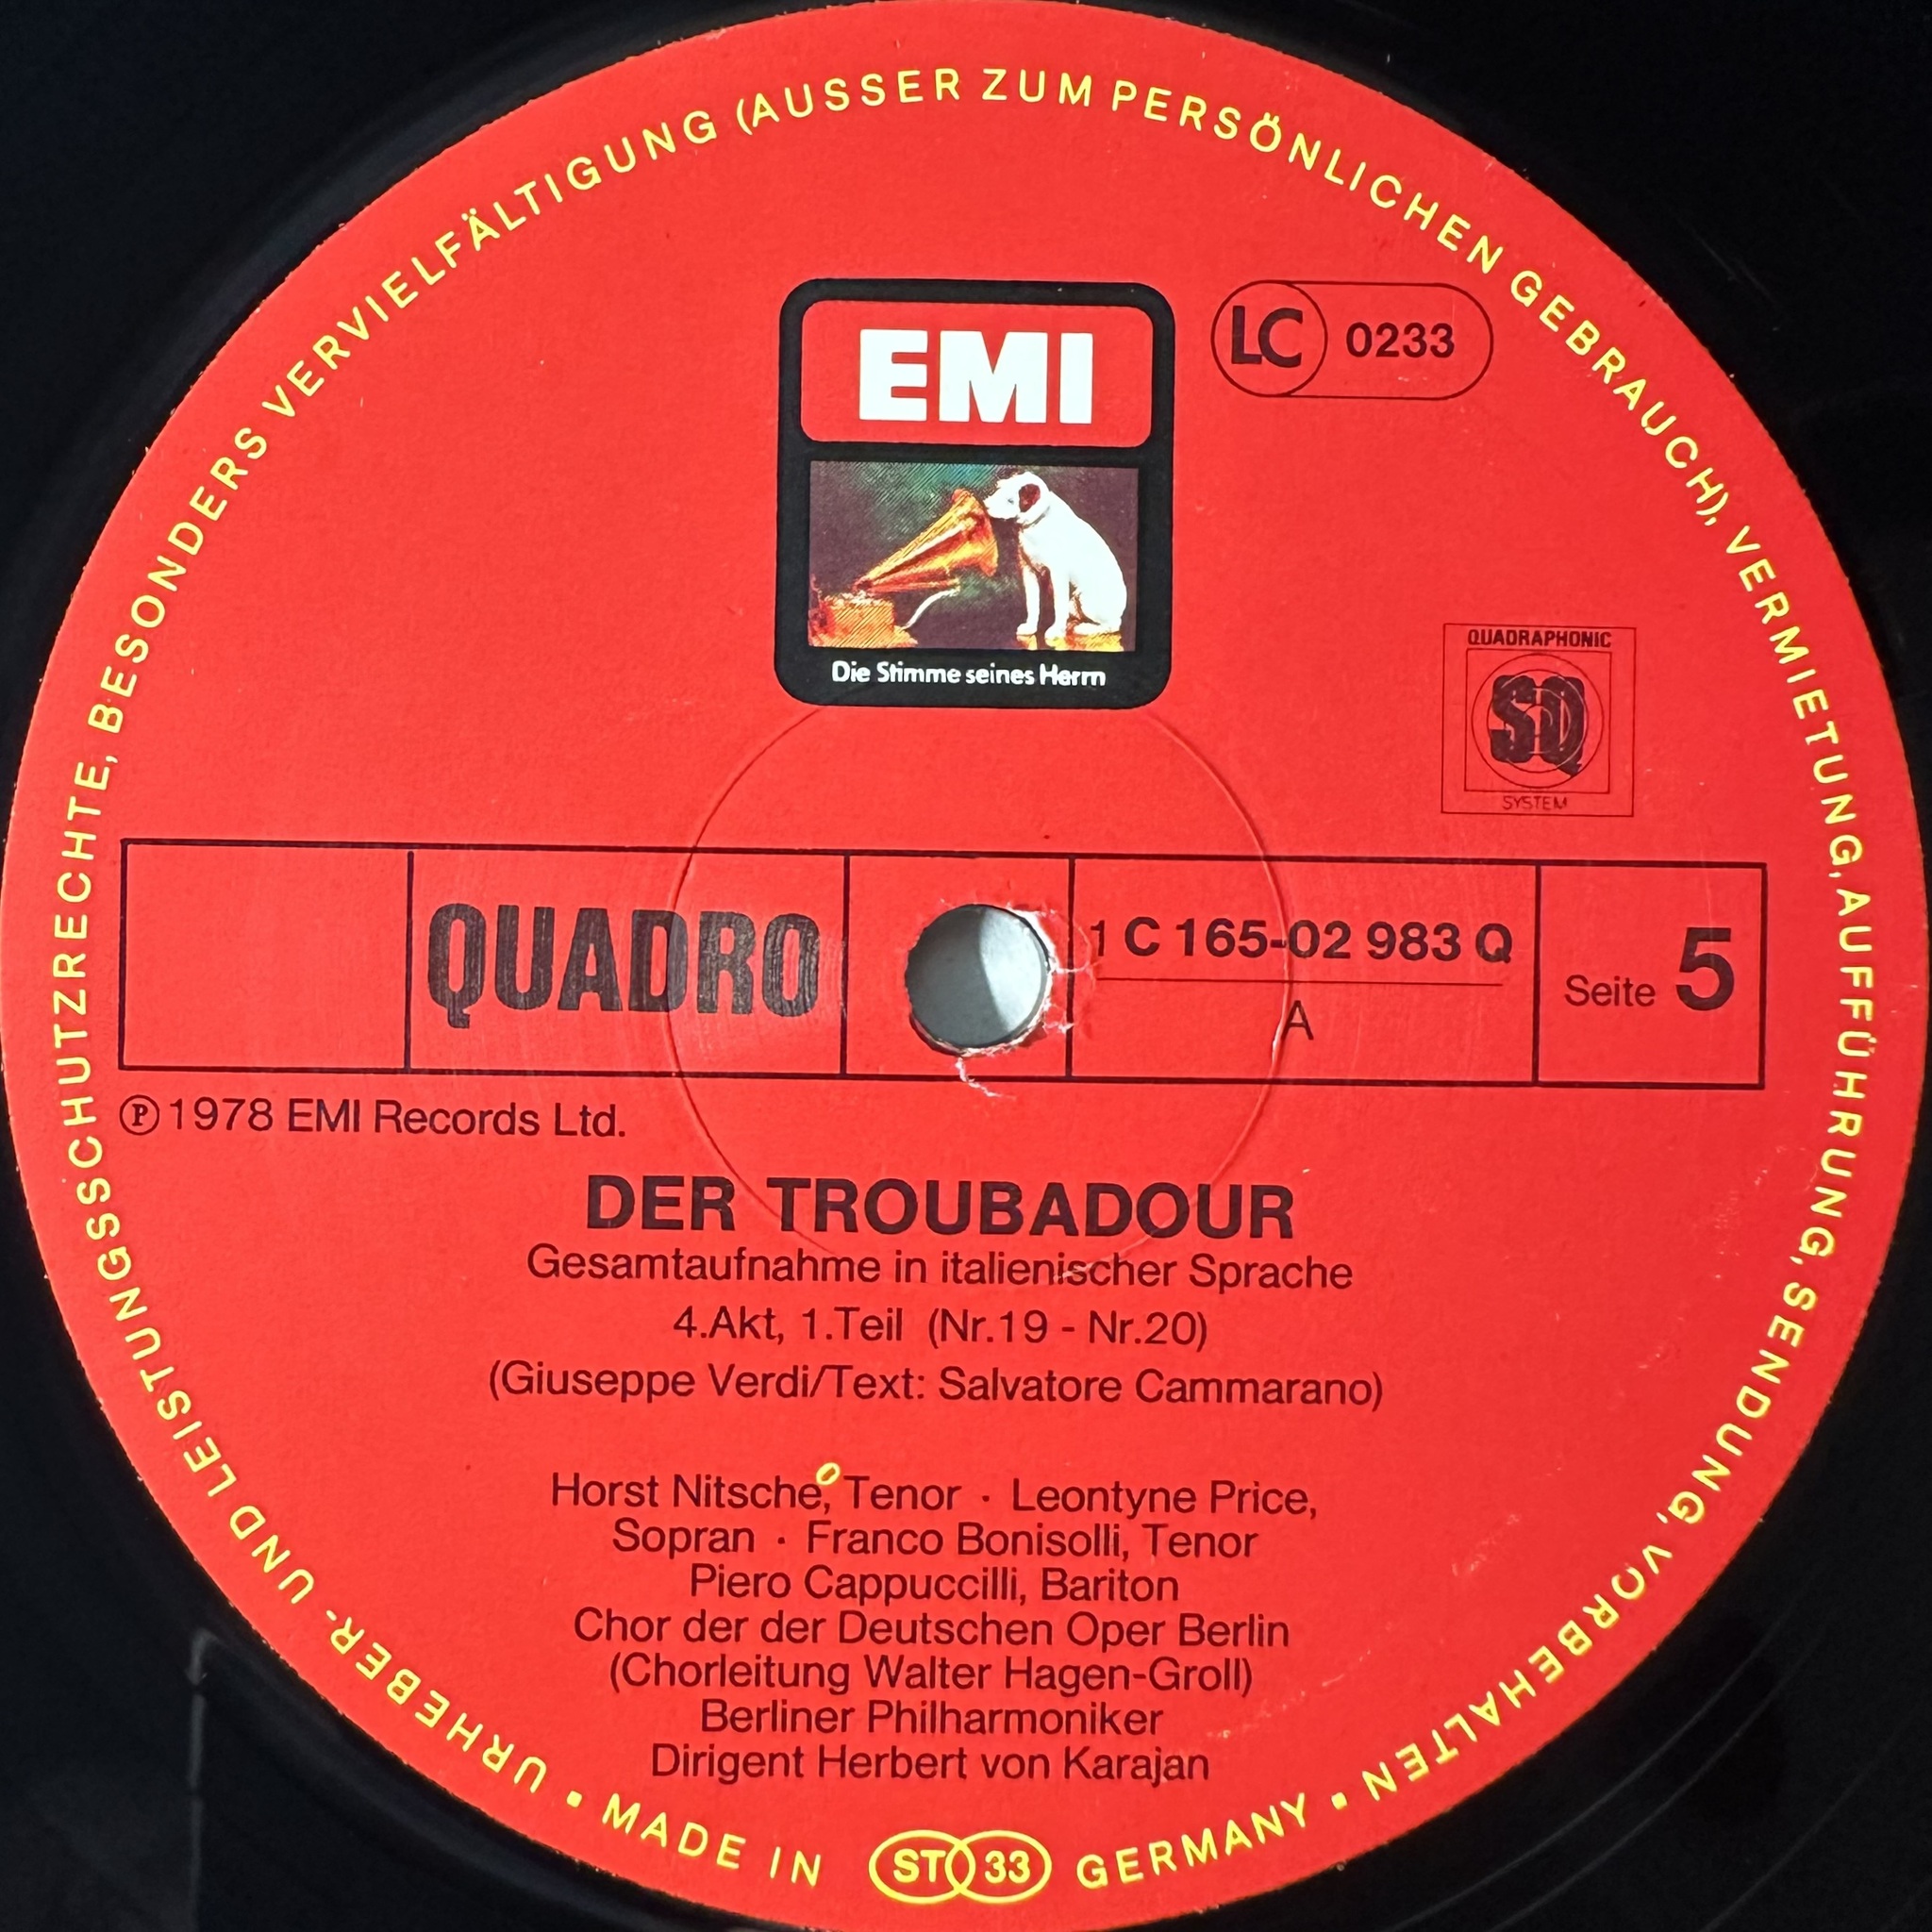 URHEBER- UND LEISTUNGSSCHUTZRECHTE, BESONDERS VERVIELFÄLTIGUNG (AUSSER ZUM PERSÖNLICHEN GEBRAUCH), VERMIETUNG, AUFFÜHRUNG, SENDUNG, VORBEHALTEN
EMI
Die Stimme seines Herrn
LC 0233
QUADRAPHONIC
SQ
SYSTEM
QUADRO
1 C 165-02 983 Q
A
Seite 5
℗ 1978 EMI Records Ltd.
DER TROUBADOUR
Gesamtaufnahme in italienischer Sprache
4.Akt, 1.Teil (Nr.19 - Nr.20)
(Giuseppe Verdi/Text: Salvatore Cammarano)
Horst Nitsche, Tenor · Leontyne Price,
Sopran · Franco Bonisolli, Tenor
Piero Cappuccilli, Bariton
Chor der der Deutschen Oper Berlin
(Chorleitung Walter Hagen-Groll)
Berliner Philharmoniker
Dirigent Herbert von Karajan
• MADE IN ST 33 GERMANY •